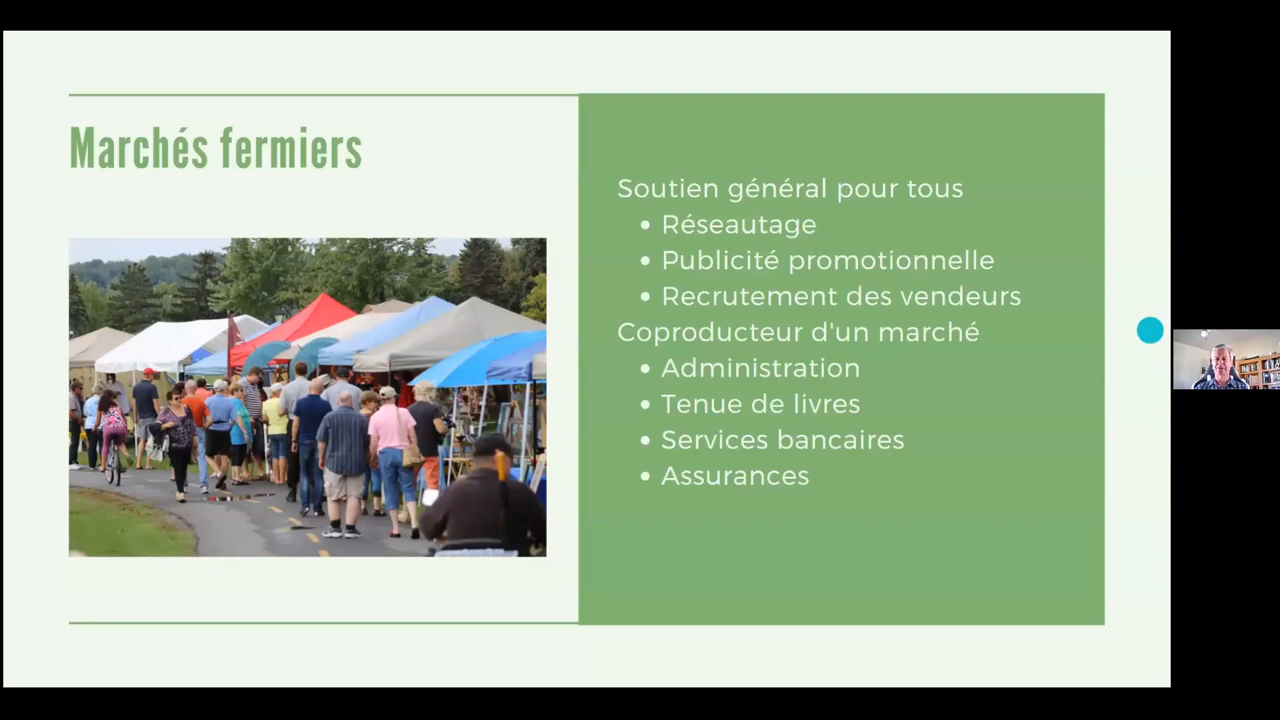 Marchés fermiers
Soutien général pour tous
• Réseautage
• Publicité promotionnelle
• Recrutement des vendeurs
Coproducteur d'un marché
• Administration
• Tenue de livres
• Services bancaires
• Assurances